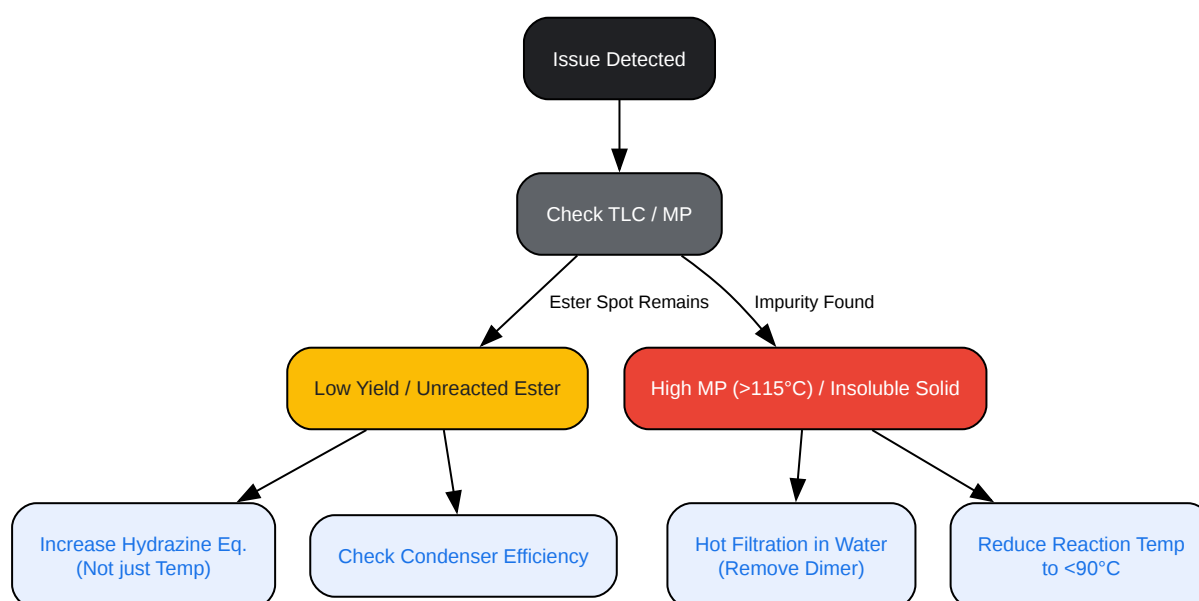 Issue Detected
Check TLC / MP
Ester Spot Remains
Impurity Found
Low Yield / Unreacted Ester
High MP (>115°C) / Insoluble Solid
Increase Hydrazine Eq.
(Not just Temp)
Check Condenser Efficiency
Hot Filtration in Water
(Remove Dimer)
Reduce Reaction Temp
to <90°C